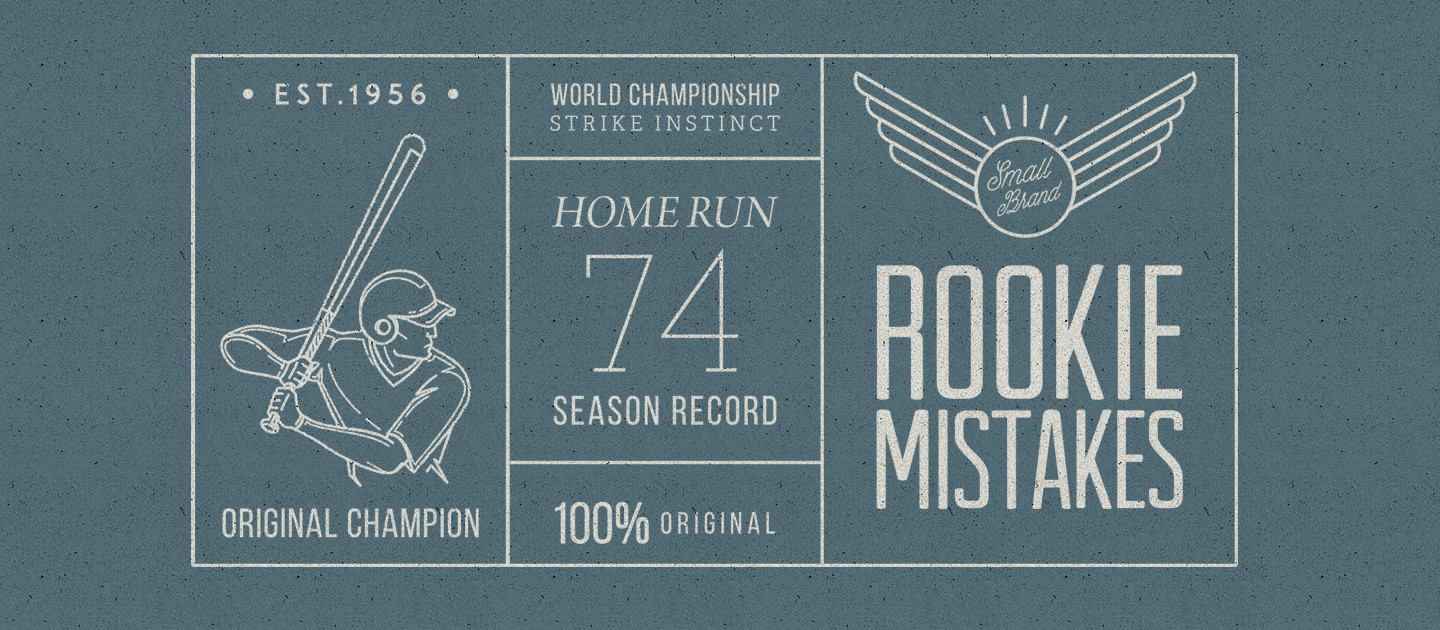 • EST.1956 •
ORIGINAL CHAMPION
WORLD CHAMPIONSHIP
STRIKE INSTINCT
HOME RUN
74
SEASON RECORD
100% ORIGINAL
Small
Brand
ROOKIE
MISTAKES